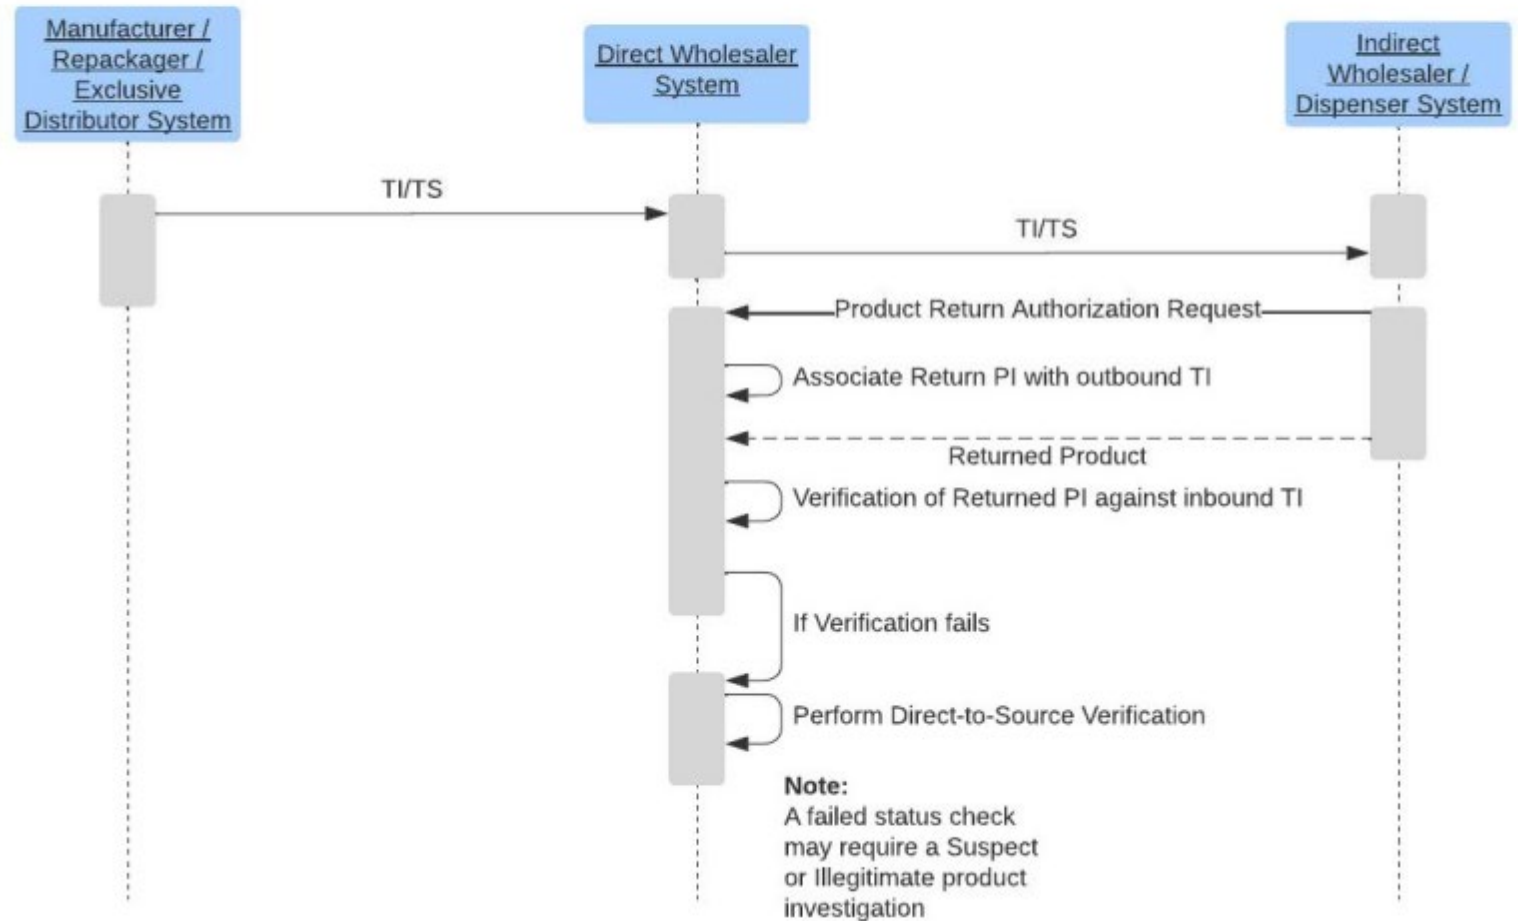 Manufacturer /
Repackager /
Exclusive
Distributor System
Direct Wholesaler
System
Indirect
Wholesaler /
Dispenser System
TI/TS
TI/TS
Product Return Authorization Request
Associate Return PI with outbound TI
Returned Product
Verification of Returned PI against inbound TI
If Verification fails
Perform Direct-to-Source Verification
Note:
A failed status check
may require a Suspect
or Illegitimate product
investigation